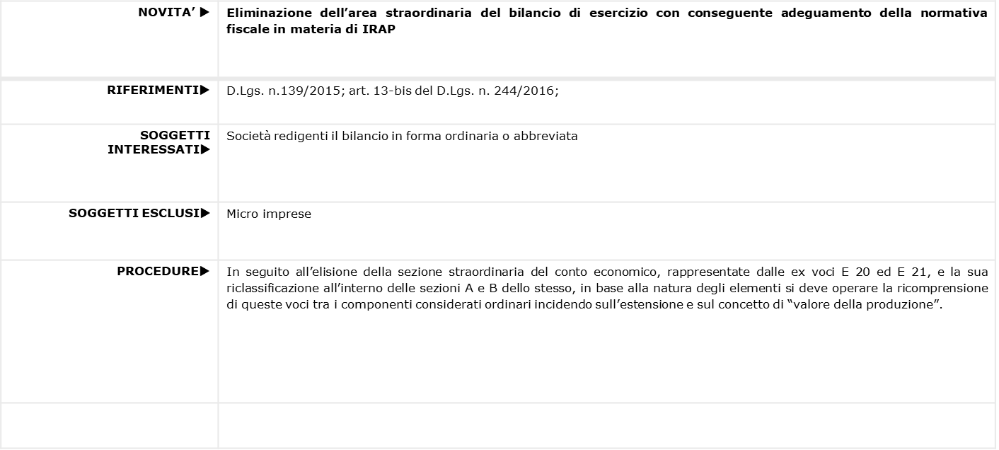 NOVITA’ ▶ Eliminazione dell’area straordinaria del bilancio di esercizio con conseguente adeguamento della normativa
fiscale in materia di IRAP
RIFERIMENTI▶ D.Lgs. n.139/2015; art. 13-bis del D.Lgs. n. 244/2016;
SOGGETTI
INTERESSATI▶
Società redigenti il bilancio in forma ordinaria o abbreviata
SOGGETTI ESCLUSI▶ Micro imprese
PROCEDURE▶ In seguito all’elisione della sezione straordinaria del conto economico, rappresentate dalle ex voci E 20 ed E 21, e la sua
riclassificazione all’interno delle sezioni A e B dello stesso, in base alla natura degli elementi si deve operare la ricomprensione
di queste voci tra i componenti considerati ordinari incidendo sull’estensione e sul concetto di “valore della produzione”.